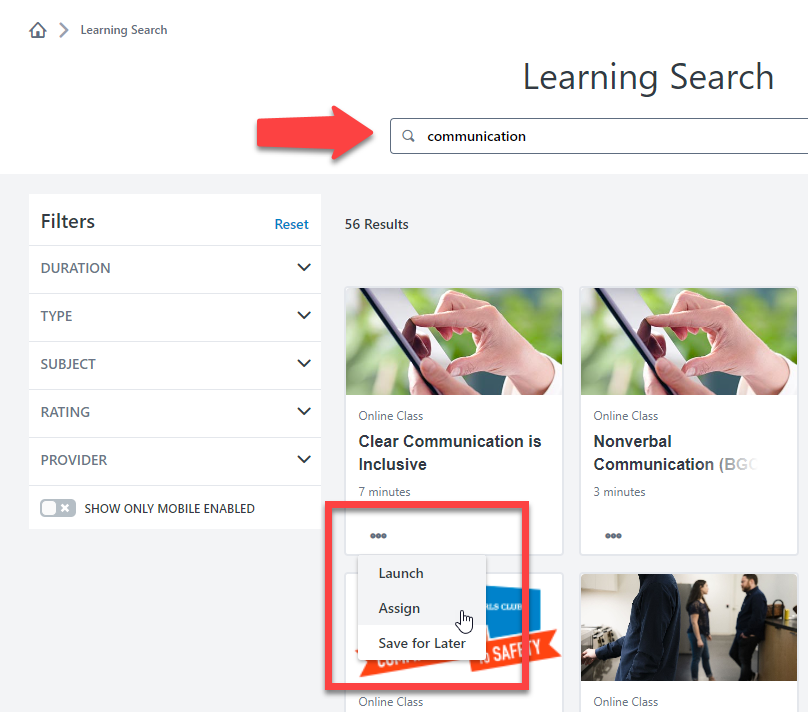 Learning Search
Learning Search
communication
Filters
Reset
56 Results
DURATION
TYPE
SUBJECT
RATING
PROVIDER
SHOW ONLY MOBILE ENABLED
Online Class
Clear Communication is
Inclusive
7 minutes
Online Class
Nonverbal
Communication (BGC
3 minutes
Launch
Assign
Save for Later
CLUB
TO SAFETY
Online Class
Online Class